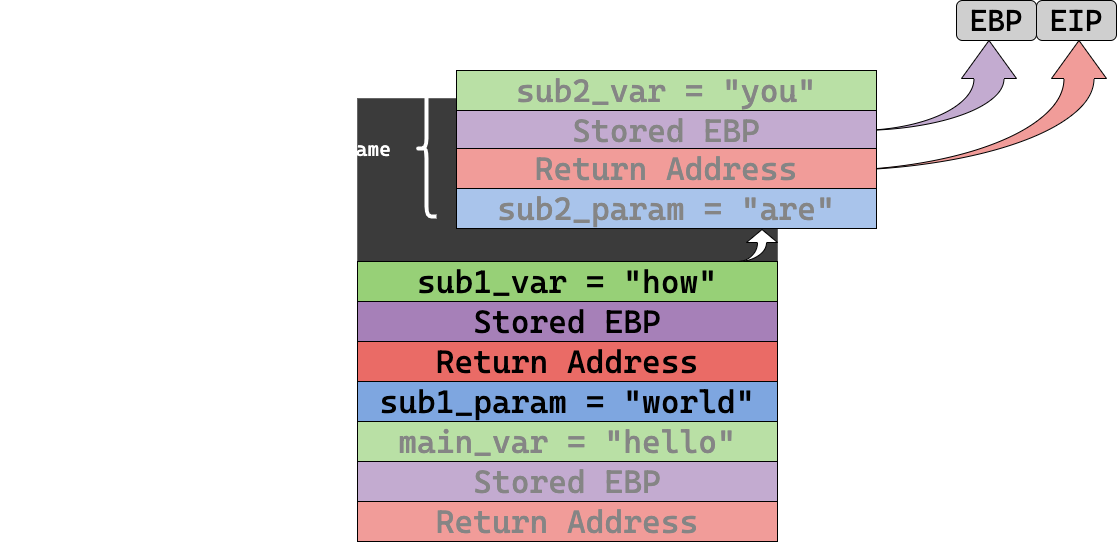 EBP EIP
sub2_var = "you"
Stored EBP
ame
Return Address
sub2_param = "are"
sub1_var = "how"
Stored EBP
Return Address
sub1_param = "world"
main_var = "hello"
Stored EBP
Return Address